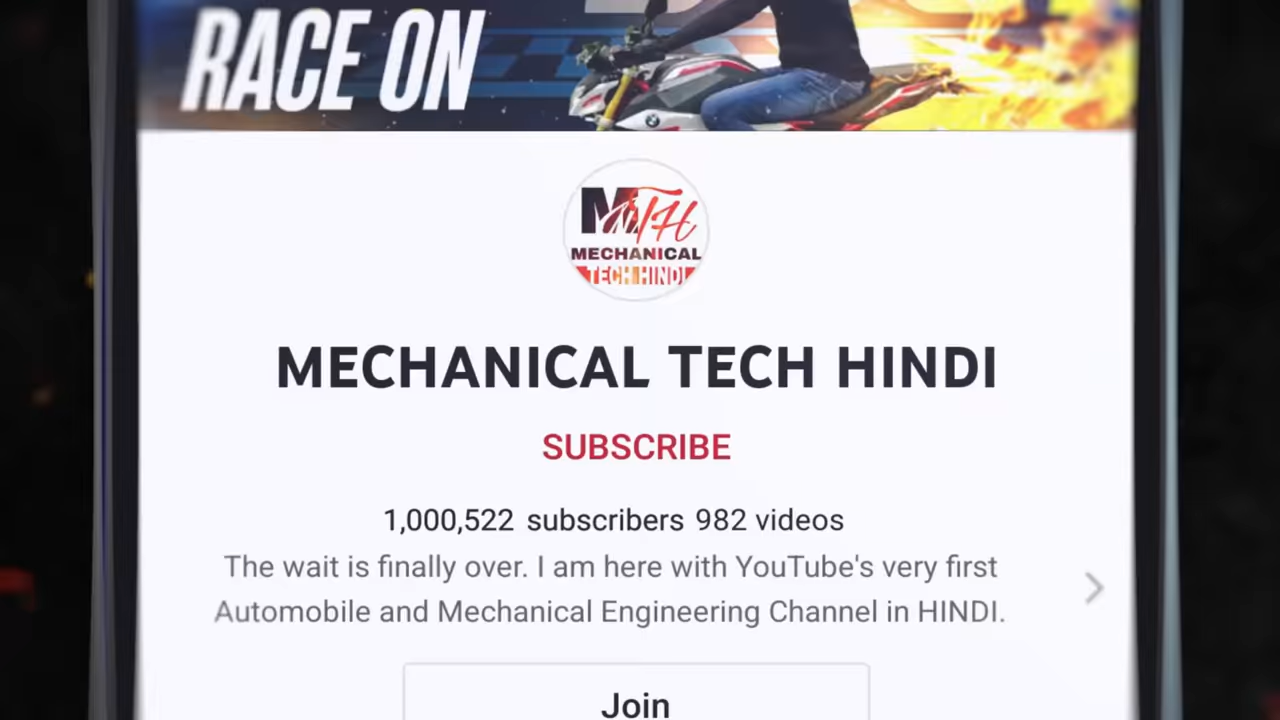 RACE ON
MTH
MECHANICAL
TECH HINDI
MECHANICAL TECH HINDI
SUBSCRIBE
1,000,522 subscribers 982 videos
The wait is finally over. I am here with YouTube's very first
Automobile and Mechanical Engineering Channel in HINDI.
Join